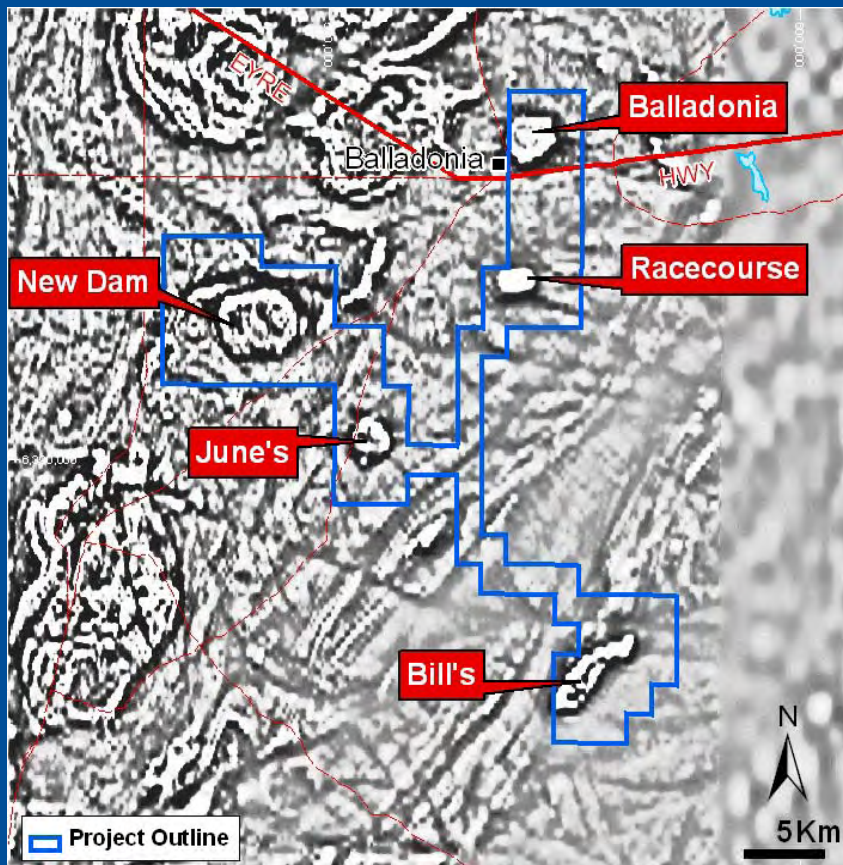 EYRE
Balladonia
Balladonia
HWY
New Dam
Racecourse
June's
Bill's
N
Project Outline
5Km